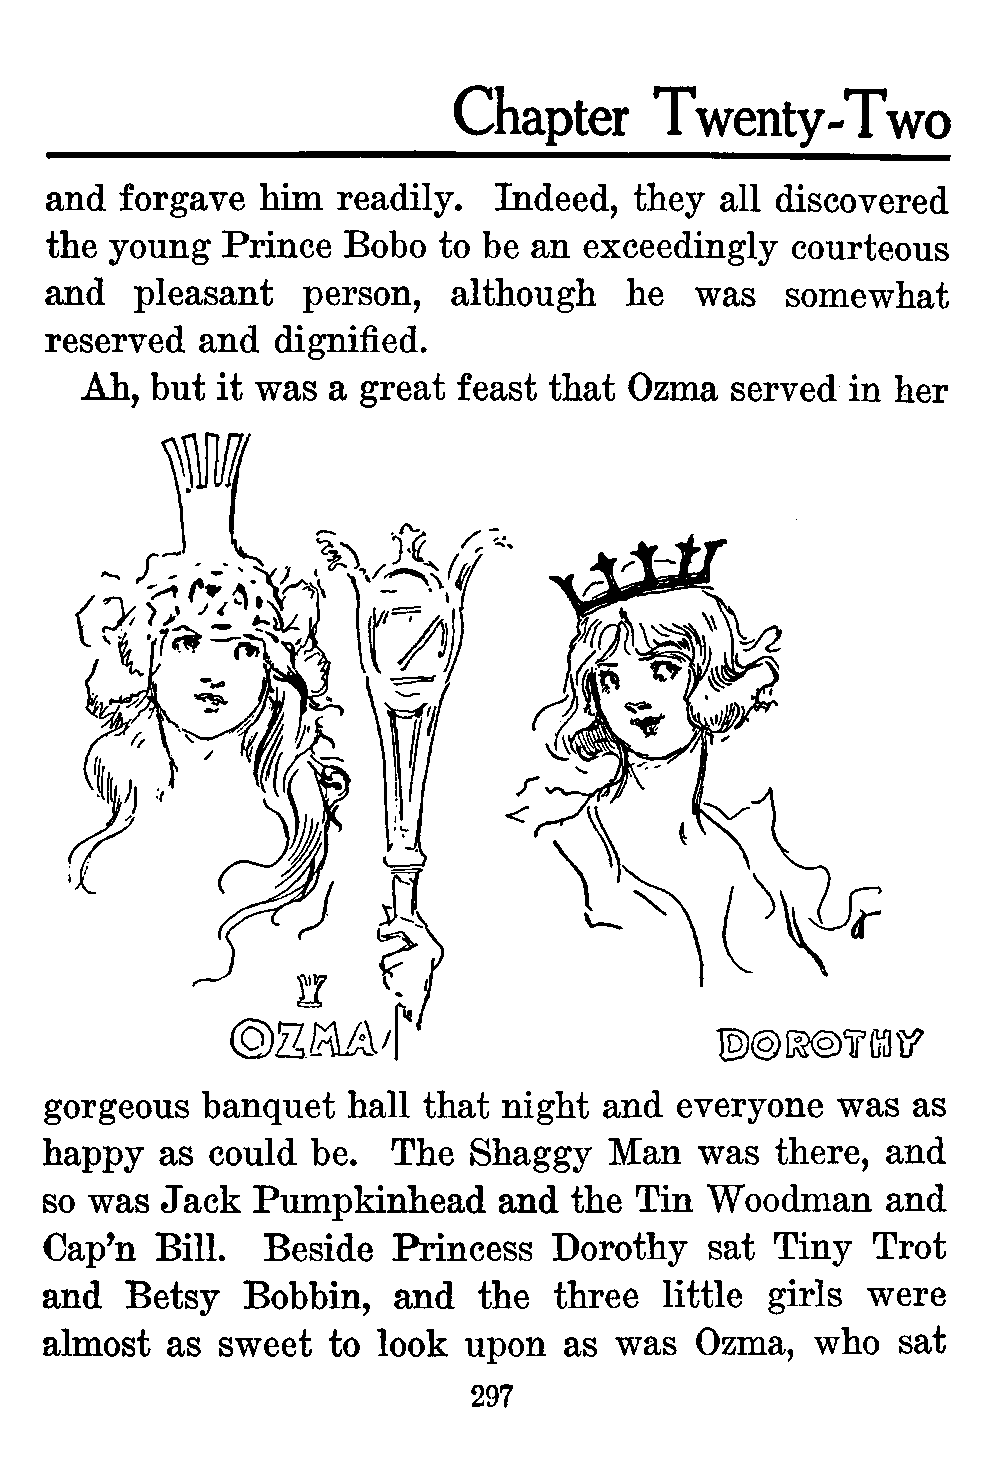 Chapter Twenty-Two
and forgave him readily. Indeed, they all discovered
the young Prince Bobo to be an exceedingly courteous
and pleasant person, although he was somewhat
reserved and dignified.
Ah, but it was a great feast that Ozma served in her
OZMA
DOROTHY
gorgeous banquet hall that night and everyone was as
happy as could be. The Shaggy Man was there, and
so was Jack Pumpkinhead and the Tin Woodman and
Cap'n Bill. Beside Princess Dorothy sat Tiny Trot
and Betsy Bobbin, and the three little girls were
almost as sweet to look upon as was Ozma, who sat
297